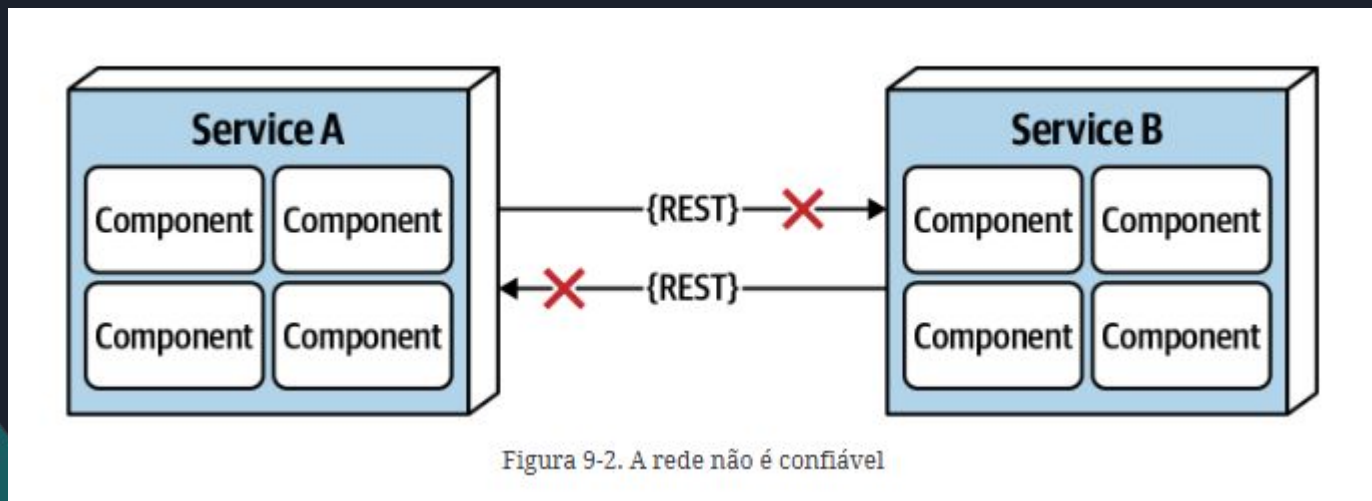 Service A
Component Component
Component Component
{REST}
{REST}
Service B
Component Component
Component Component
Figura 9-2. A rede não é confiável